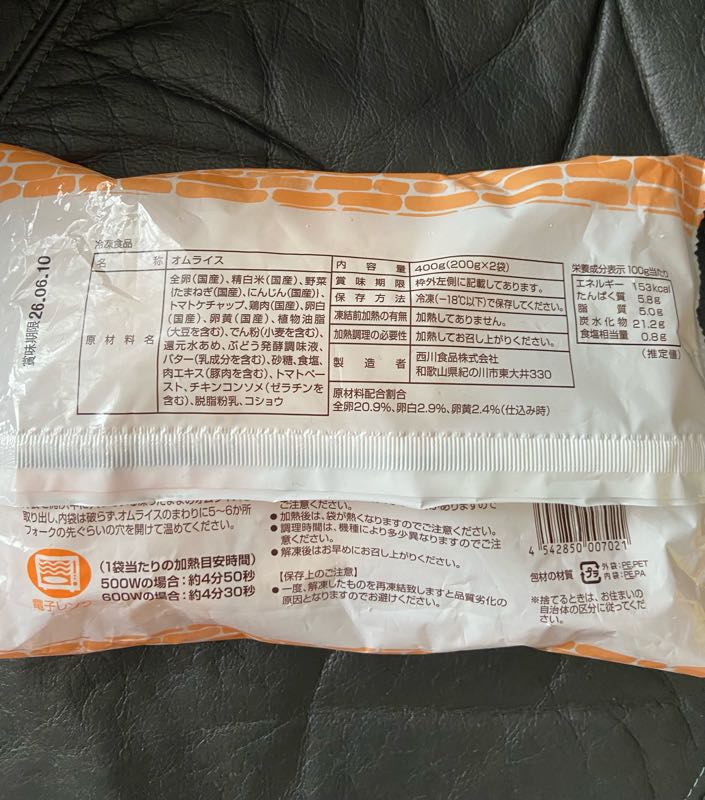 冷凍食品
名称 オムライス
原材料名 全卵(国産)、精白米(国産)、野菜
{たまねぎ(国産)、にんじん(国産)}、
トマトケチャップ、鶏肉(国産)、卵白
(国産)、卵黄(国産)、植物油脂
(大豆を含む)、でん粉(小麦を含む)、
還元水あめ、ぶどう発酵調味液、
バター(乳成分を含む)、砂糖、食塩、
肉エキス(豚肉を含む)、トマトペー
スト、チキンコンソメ(ゼラチンを
含む)、脱脂粉乳、コショウ
内容量 400g(200g×2袋)
賞味期限 枠外左側に記載してあります。
保存方法 冷凍(−18℃以下)で保存してください。
凍結前加熱の有無 加熱してありません。
加熱調理の必要性 加熱してお召し上がりください。
製造者 西川食品株式会社
和歌山県紀の川市東大井330
原材料配合割合
全卵20.9%、卵白2.9%、卵黄2.4%(仕込み時)
栄養成分表示 100g当たり
エネルギー 153kcal
たんぱく質 5.8g
脂質 5.0g
炭水化物 21.2g
食塩相当量 0.8g
(推定値)
賞味期限26.06.10
取り出し、内袋は破らず、オムライスのまわりに5~6か所
フォークの先ぐらいの穴を開けて温めてください。
(1袋当たりの加熱目安時間)
500Wの場合:約4分50秒
600Wの場合:約4分30秒
電子レンジ
ご注意ください。
●加熱後は、袋が熱くなりますのでご注
意ください。
●調理時間は、機種により多少異なりますのでご注
意ください。
●解凍後はお早めにお召し上がりください。
【保存上のご注意】
●一度、解凍したものを再凍結致しますと品質劣化の
原因となりますのでお避けください。
4 542850 007021
包材の材質 プラ 外袋:PE,PET
内袋:PE,PA
※捨てるときは、お住まいの
自治体の区分に従ってくだ
さい。